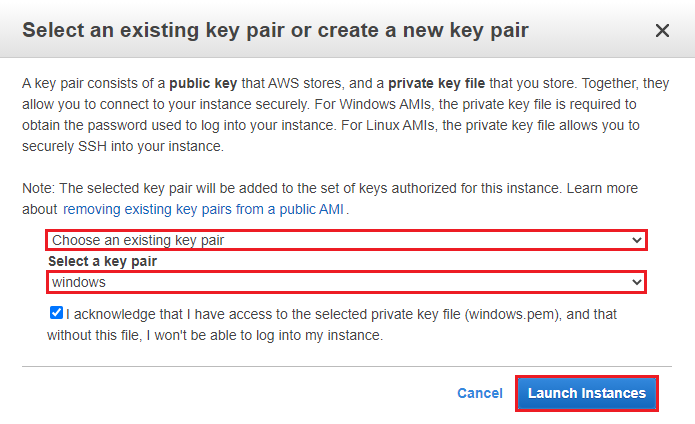 Select an existing key pair or create a new key pair
A key pair consists of a public key that AWS stores, and a private key file that you store. Together, they
allow you to connect to your instance securely. For Windows AMIs, the private key file is required to
obtain the password used to log into your instance. For Linux AMIs, the private key file allows you to
securely SSH into your instance.
Note: The selected key pair will be added to the set of keys authorized for this instance. Learn more
about removing existing key pairs from a public AMI.
Choose an existing key pair
Select a key pair
windows
I acknowledge that I have access to the selected private key file (windows.pem), and that
without this file, I won't be able to log into my instance.
Cancel Launch Instances